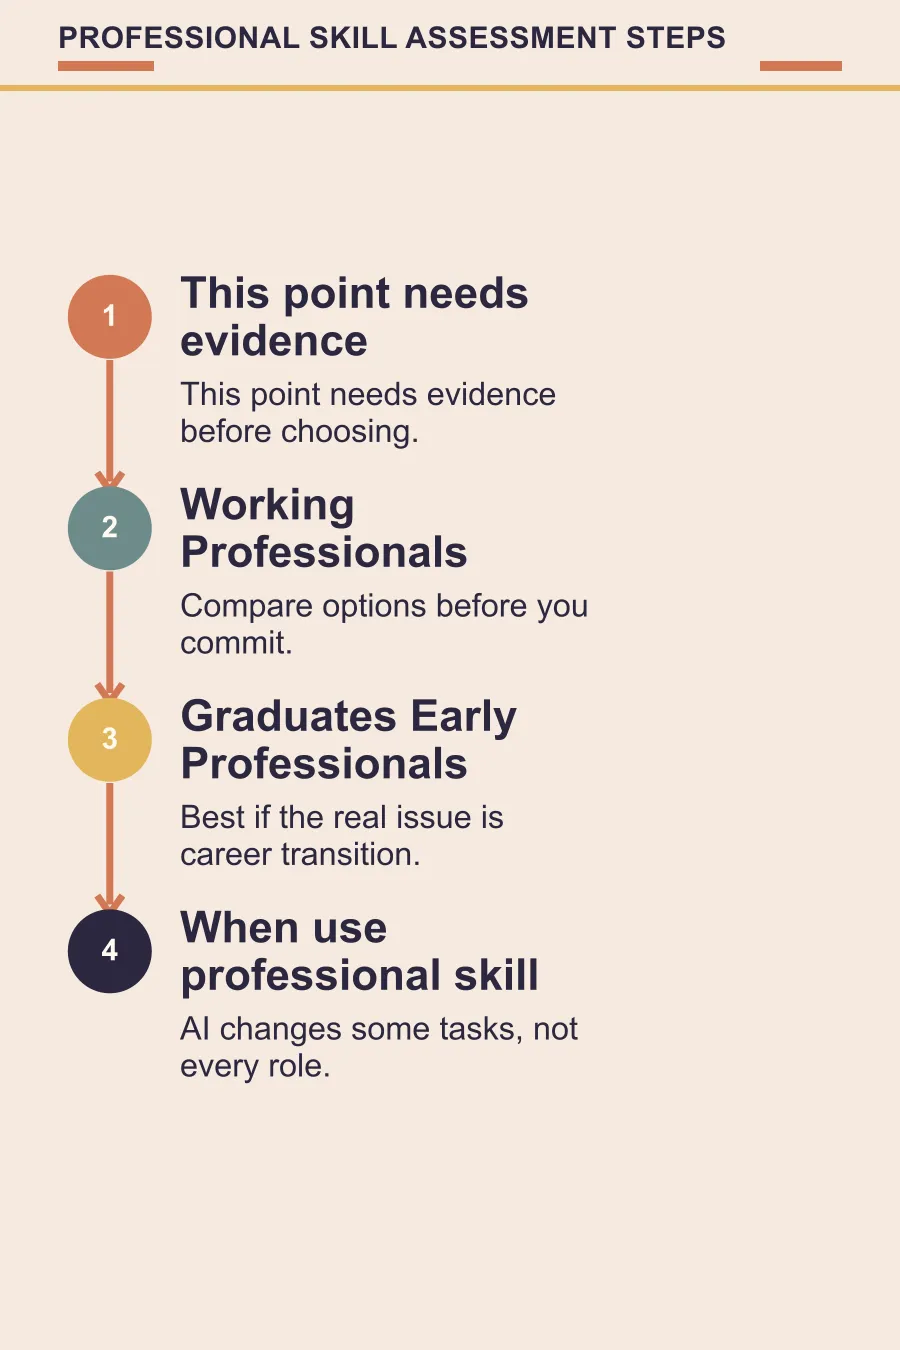 PROFESSIONAL SKILL ASSESSMENT STEPS
1
This point needs
evidence
This point needs evidence
before choosing.
2
Working
Professionals
Compare options before you
commit.
3
Graduates Early
Professionals
Best if the real issue is
career transition.
4
When use
professional skill
AI changes some tasks, not
every role.